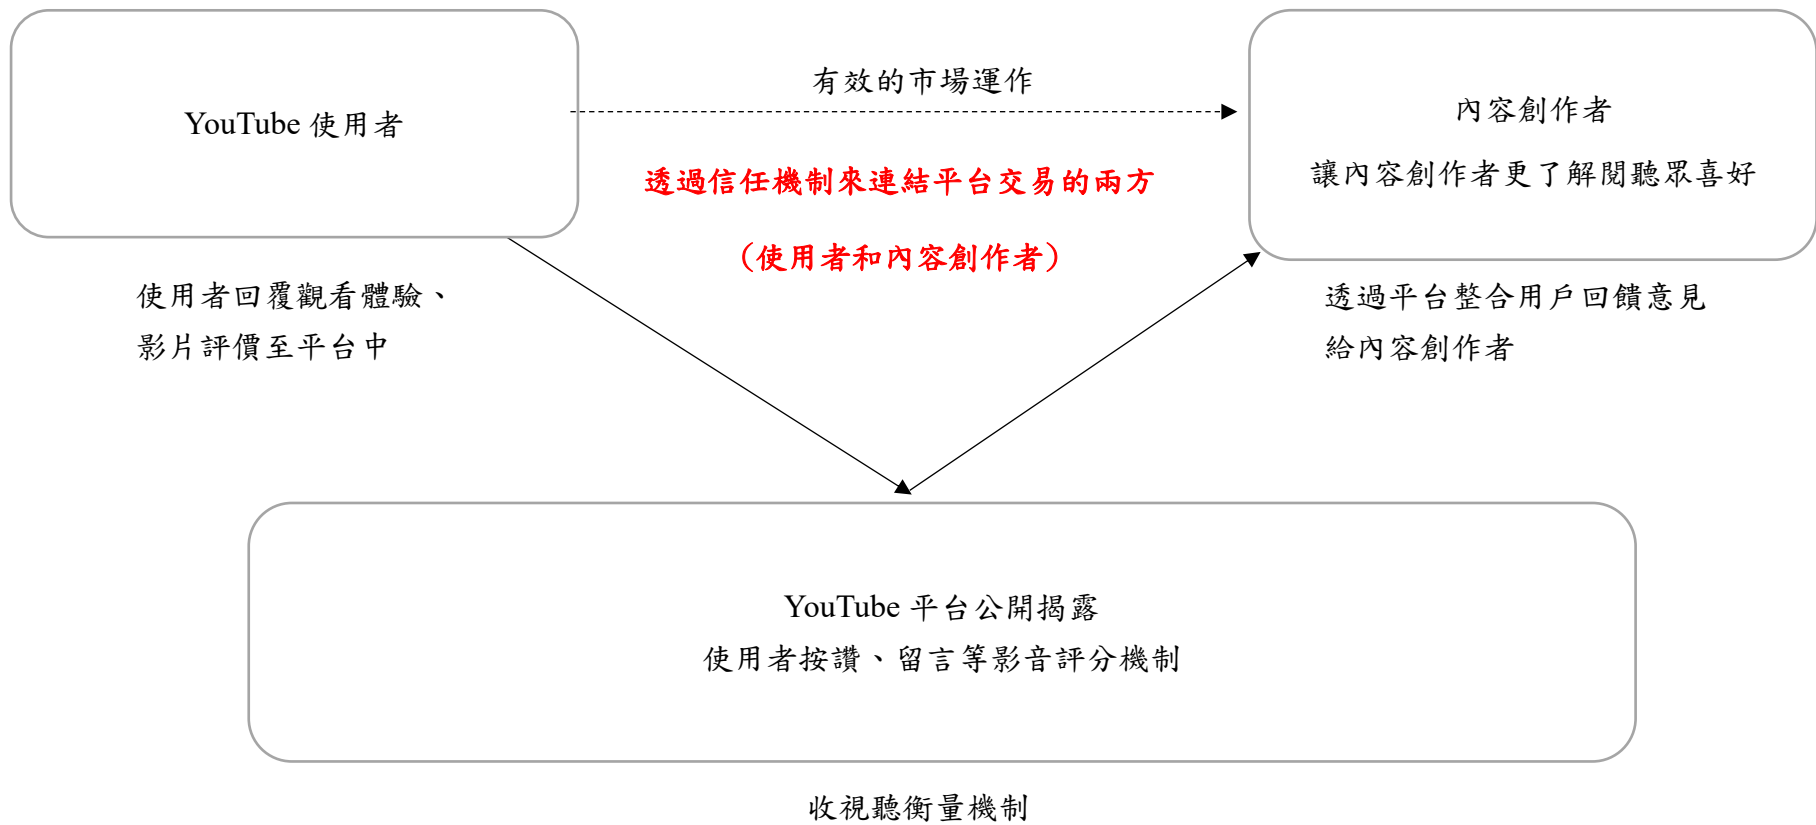 YouTube 使用者
有效的市場運作
內容創作者
讓內容創作者更了解閱聽眾喜好
透過信任機制來連結平台交易的兩方
（使用者和內容創作者）
使用者回覆觀看體驗、
影片評價至平台中
透過平台整合用戶回饋意見
給內容創作者
YouTube 平台公開揭露
使用者按讚、留言等影音評分機制
收視聽衡量機制